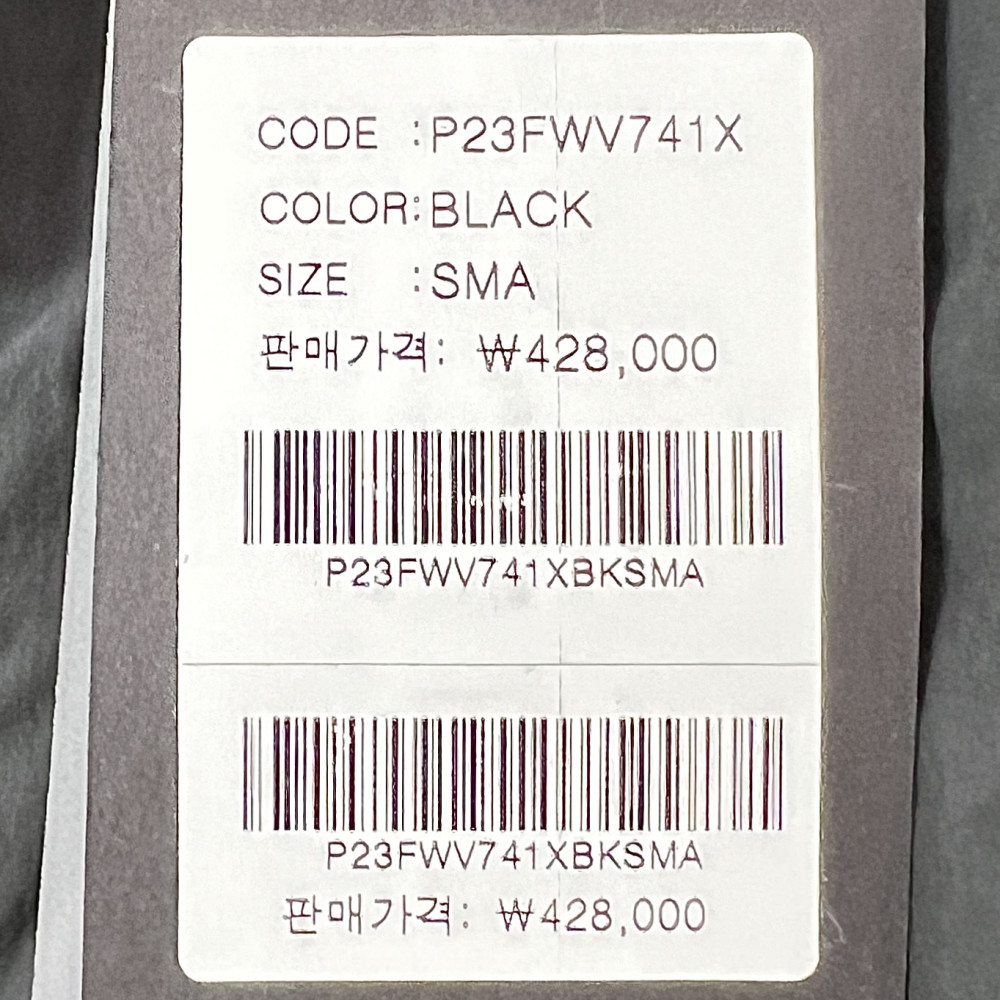 CODE :P23FWV741X
COLOR:BLACK
SIZE :SMA
판매가격: ₩428,000
P23FWV741XBKSMA
P23FWV741XBKSMA
판매가격: ₩428,000